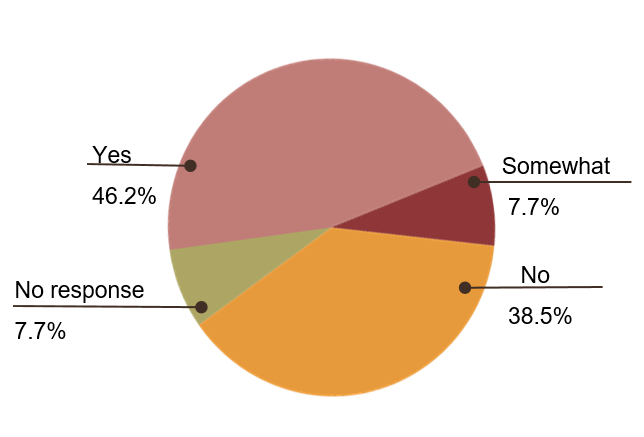 Yes
46.2%
Somewhat
7.7%
No
38.5%
No response
7.7%